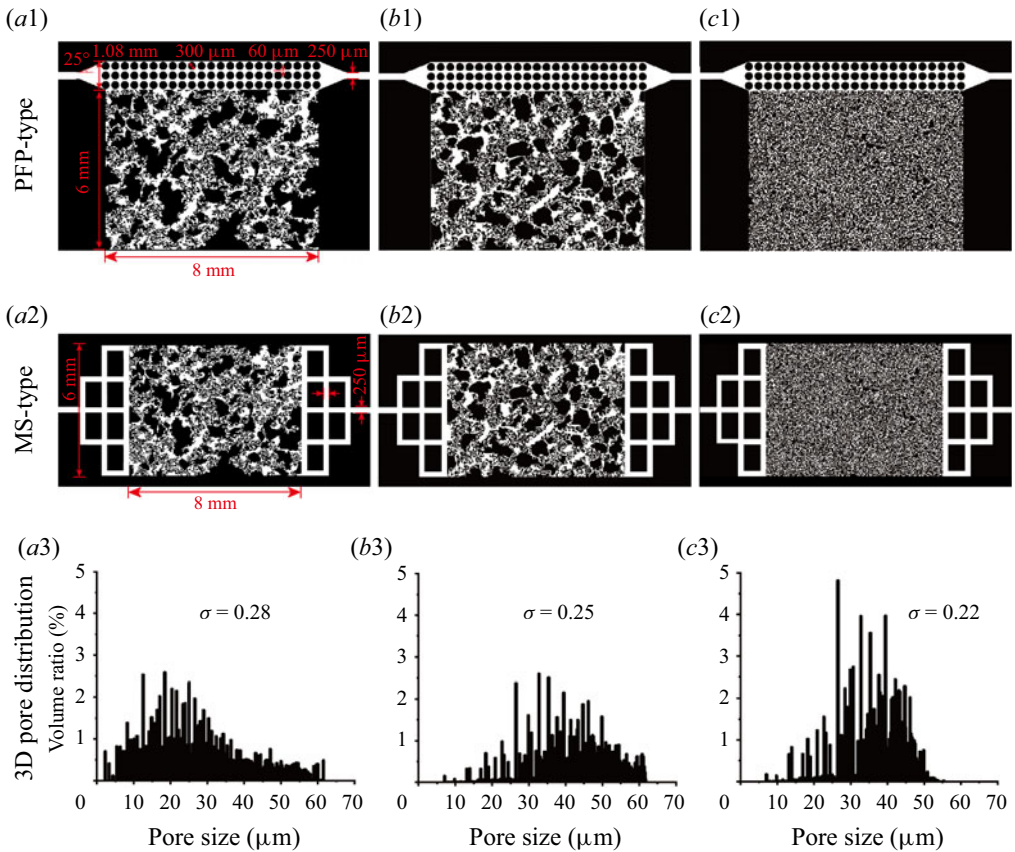 (a1) (b1) (c1)
25° 1.08 mm 300 μm 60 μm 250 μm
PFP-type
6 mm
8 mm
(a2) (b2) (c2)
MS-type
6 mm
250 μm
8 mm
(a3) (b3) (c3)
3D pore distribution
Volume ratio (%)
5 5 5
σ = 0.28 σ = 0.25 σ = 0.22
4 4 4
3 3 3
2 2 2
1 1 1
0 10 20 30 40 50 60 70 0 10 20 30 40 50 60 70 0 10 20 30 40 50 60 70
Pore size (μm) Pore size (μm) Pore size (μm)